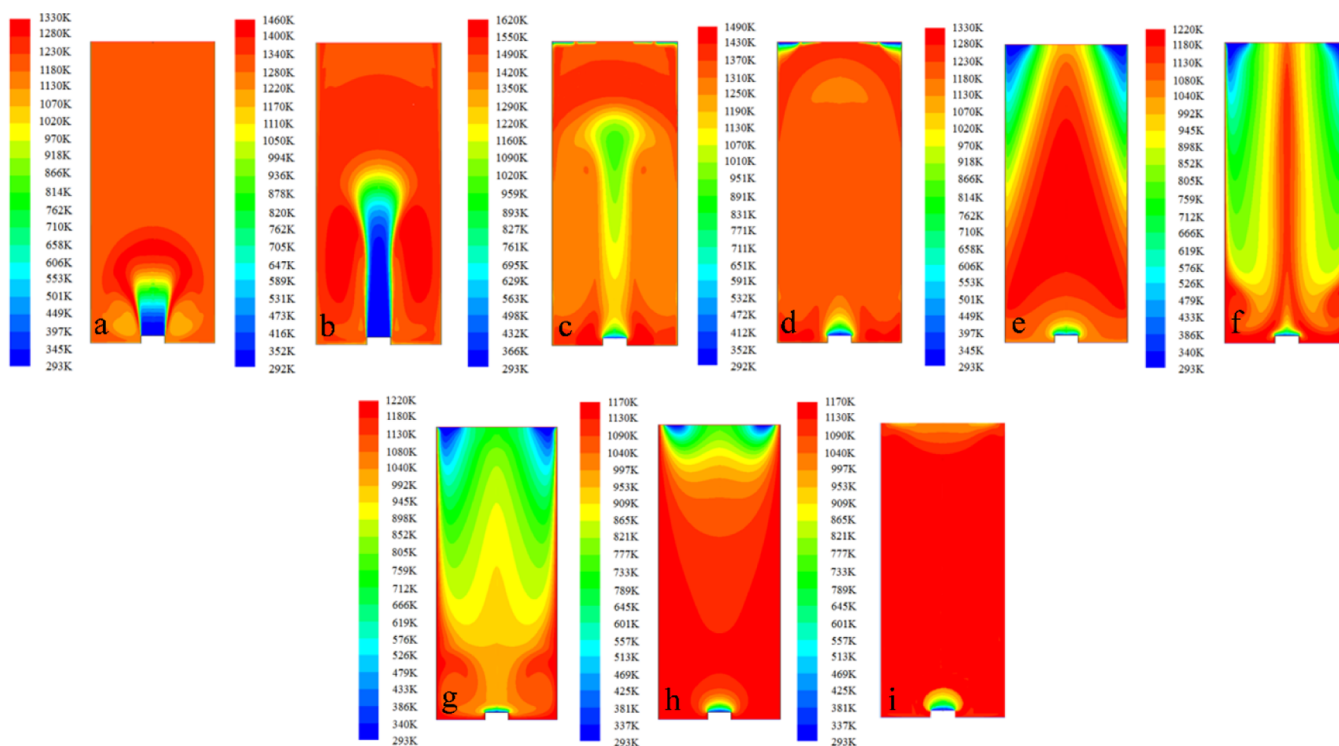 1330K
1280K
1230K
1180K
1130K
1070K
1020K
970K
918K
866K
814K
762K
710K
658K
606K
553K
501K
449K
397K
345K
293K
a
1460K
1400K
1340K
1280K
1220K
1170K
1110K
1050K
994K
936K
878K
820K
762K
705K
647K
589K
531K
473K
416K
352K
292K
b
1620K
1550K
1490K
1420K
1350K
1290K
1220K
1160K
1090K
1020K
959K
893K
827K
761K
695K
629K
563K
498K
432K
366K
293K
c
1490K
1430K
1370K
1310K
1250K
1190K
1130K
1070K
1010K
951K
891K
831K
771K
711K
651K
591K
532K
472K
412K
352K
292K
d
1330K
1280K
1230K
1180K
1130K
1070K
1020K
970K
918K
866K
814K
762K
710K
658K
606K
553K
501K
449K
397K
345K
293K
e
1220K
1180K
1130K
1080K
1040K
992K
945K
898K
852K
805K
759K
712K
619K
576K
526K
479K
433K
386K
340K
293K
f
1220K
1180K
1130K
1040K
992K
945K
898K
852K
805K
759K
712K
666K
619K
576K
526K
479K
433K
386K
340K
293K
g
1170K
1130K
1090K
1040K
997K
953K
909K
865K
821K
777K
733K
789K
645K
601K
557K
513K
469K
425K
381K
337K
293K
h
1170K
1130K
1090K
1040K
997K
953K
909K
865K
821K
777K
733K
789K
645K
601K
557K
513K
469K
425K
381K
337K
293K
i